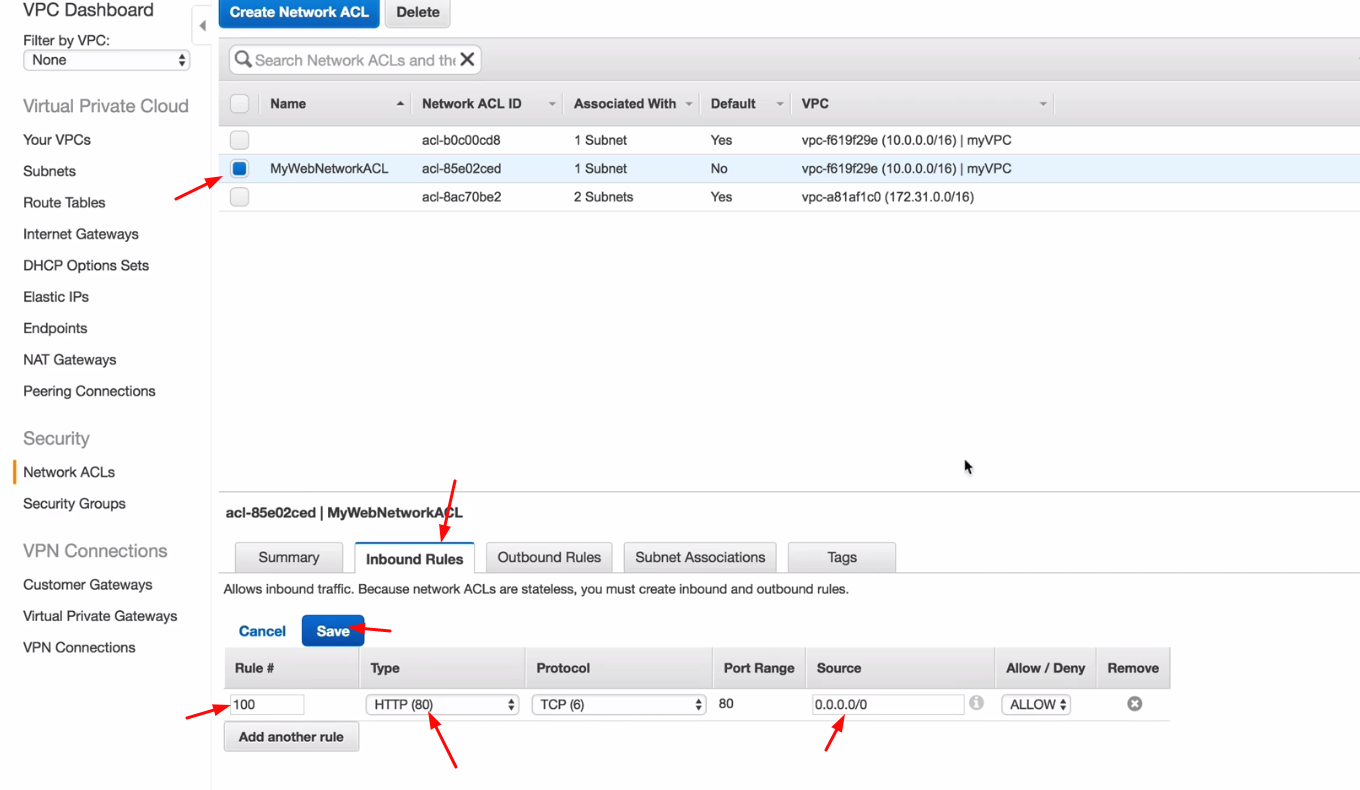 VPC Dashboard
Filter by VPC:
None
Virtual Private Cloud
Your VPCs
Subnets
Route Tables
Internet Gateways
DHCP Options Sets
Elastic IPs
Endpoints
NAT Gateways
Peering Connections
Security
Network ACLs
Security Groups
VPN Connections
Customer Gateways
Virtual Private Gateways
VPN Connections
Create Network ACL Delete
Search Network ACLs and the
Name Network ACL ID Associated With Default VPC
acl-b0c00cd8 1 Subnet Yes vpc-f619f29e (10.0.0.0/16) | myVPC
MyWebNetworkACL acl-85e02ced 1 Subnet No vpc-f619f29e (10.0.0.0/16) | myVPC
acl-8ac70be2 2 Subnets Yes vpc-a81af1c0 (172.31.0.0/16)
acl-85e02ced | MyWebNetworkACL
Summary Inbound Rules Outbound Rules Subnet Associations Tags
Allows inbound traffic. Because network ACLs are stateless, you must create inbound and outbound rules.
Cancel Save
Rule # Type Protocol Port Range Source Allow / Deny Remove
100 HTTP (80) TCP (6) 80 0.0.0.0/0 ALLOW
Add another rule